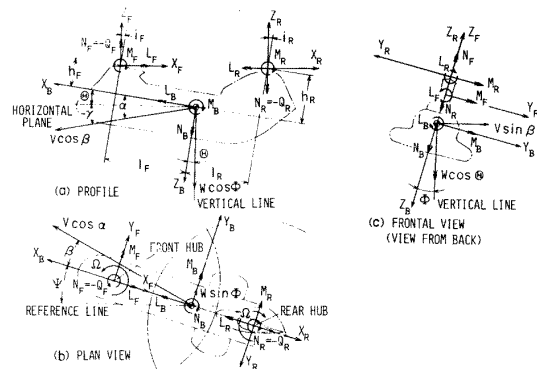 Z_F
Z_R
N_F=-Q_F
i_F
M_F
L_F
X_F
i_R
M_R
X_R
L_R
h_F
N_R=-Q_R
h_R
X_B
Θ
-γ
α
L_B
M_B
HORIZONTAL PLANE
V cos β
N_B
Θ
l_F
l_R
Z_B
W cos Φ
VERTICAL LINE
(a) PROFILE
Z_R
Z_F
Y_R
N_F
L_R
M_R
L_F
M_F
N_R
Y_F
L_B
V sin β
N_B
M_B
Y_B
W cos Θ
Z_B
Φ
VERTICAL LINE
(c) FRONTAL VIEW
(VIEW FROM BACK)
V cos α
Y_B
X_B
Y_F
FRONT HUB
β
M_F
M_B
Ω
X_F
Ψ
N_F=-Q_F
L_F
L_B
W sin Φ
M_R
REFERENCE LINE
N_B
-Ω
REAR HUB
L_R
N_R=-Q_R
X_R
Y_R
(b) PLAN VIEW